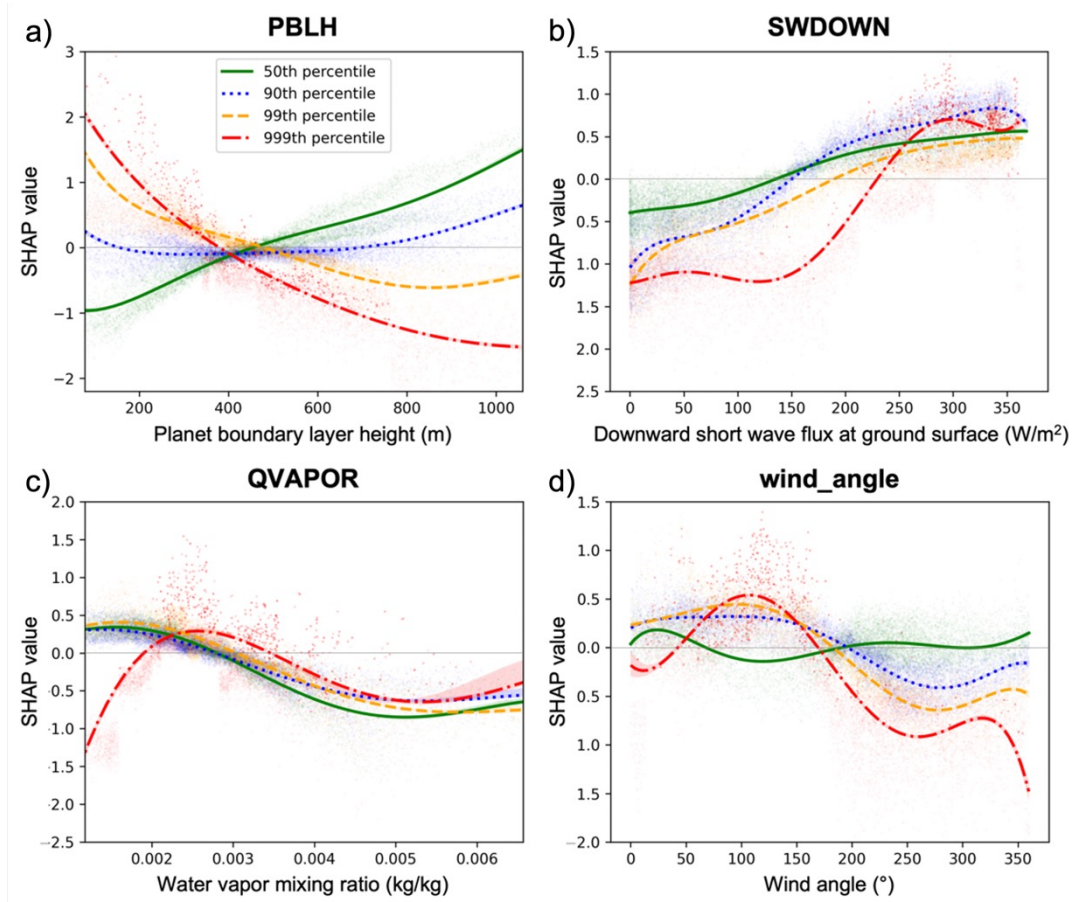 a)
PBLH
3
2
1
0
−1
−2
SHAP value
50th percentile
90th percentile
99th percentile
999th percentile
200
400
600
800
1000
Planet boundary layer height (m)
b)
SWDOWN
1.5
1.0
0.5
0.0
0.5
1.0
1.5
2.0
2.5
SHAP value
0
50
100
150
200
250
300
350
Downward short wave flux at ground surface (W/m²)
c)
QVAPOR
2.0
1.5
1.0
0.5
0.0
0.5
1.0
1.5
2.0
−2.5
SHAP value
0.002
0.003
0.004
0.005
0.006
Water vapor mixing ratio (kg/kg)
d)
wind_angle
1.5
1.0
0.5
0.0
0.5
1.0
1.5
−2.0
SHAP value
0
50
100
150
200
250
300
350
Wind angle (°)